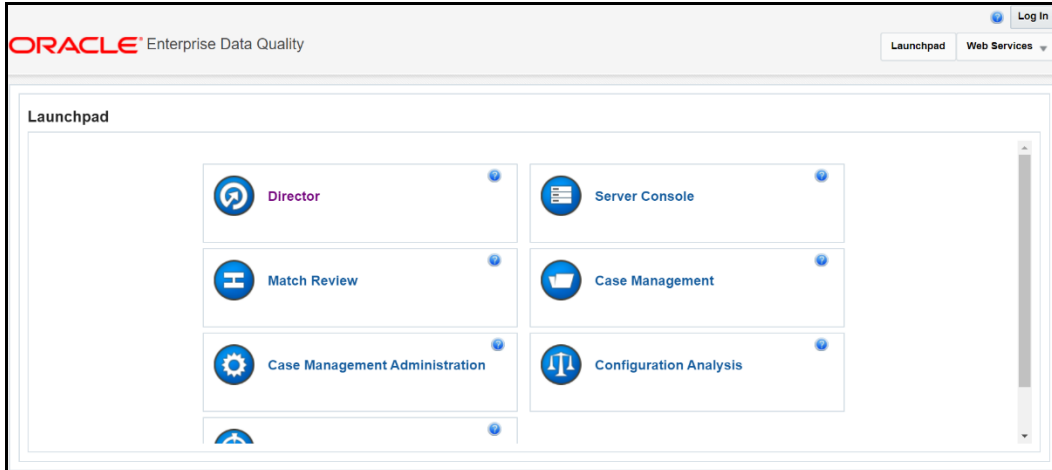 Log In
ORACLE Enterprise Data Quality
Launchpad Web Services
Launchpad
Director
Server Console
Match Review
Case Management
Case Management Administration
Configuration Analysis